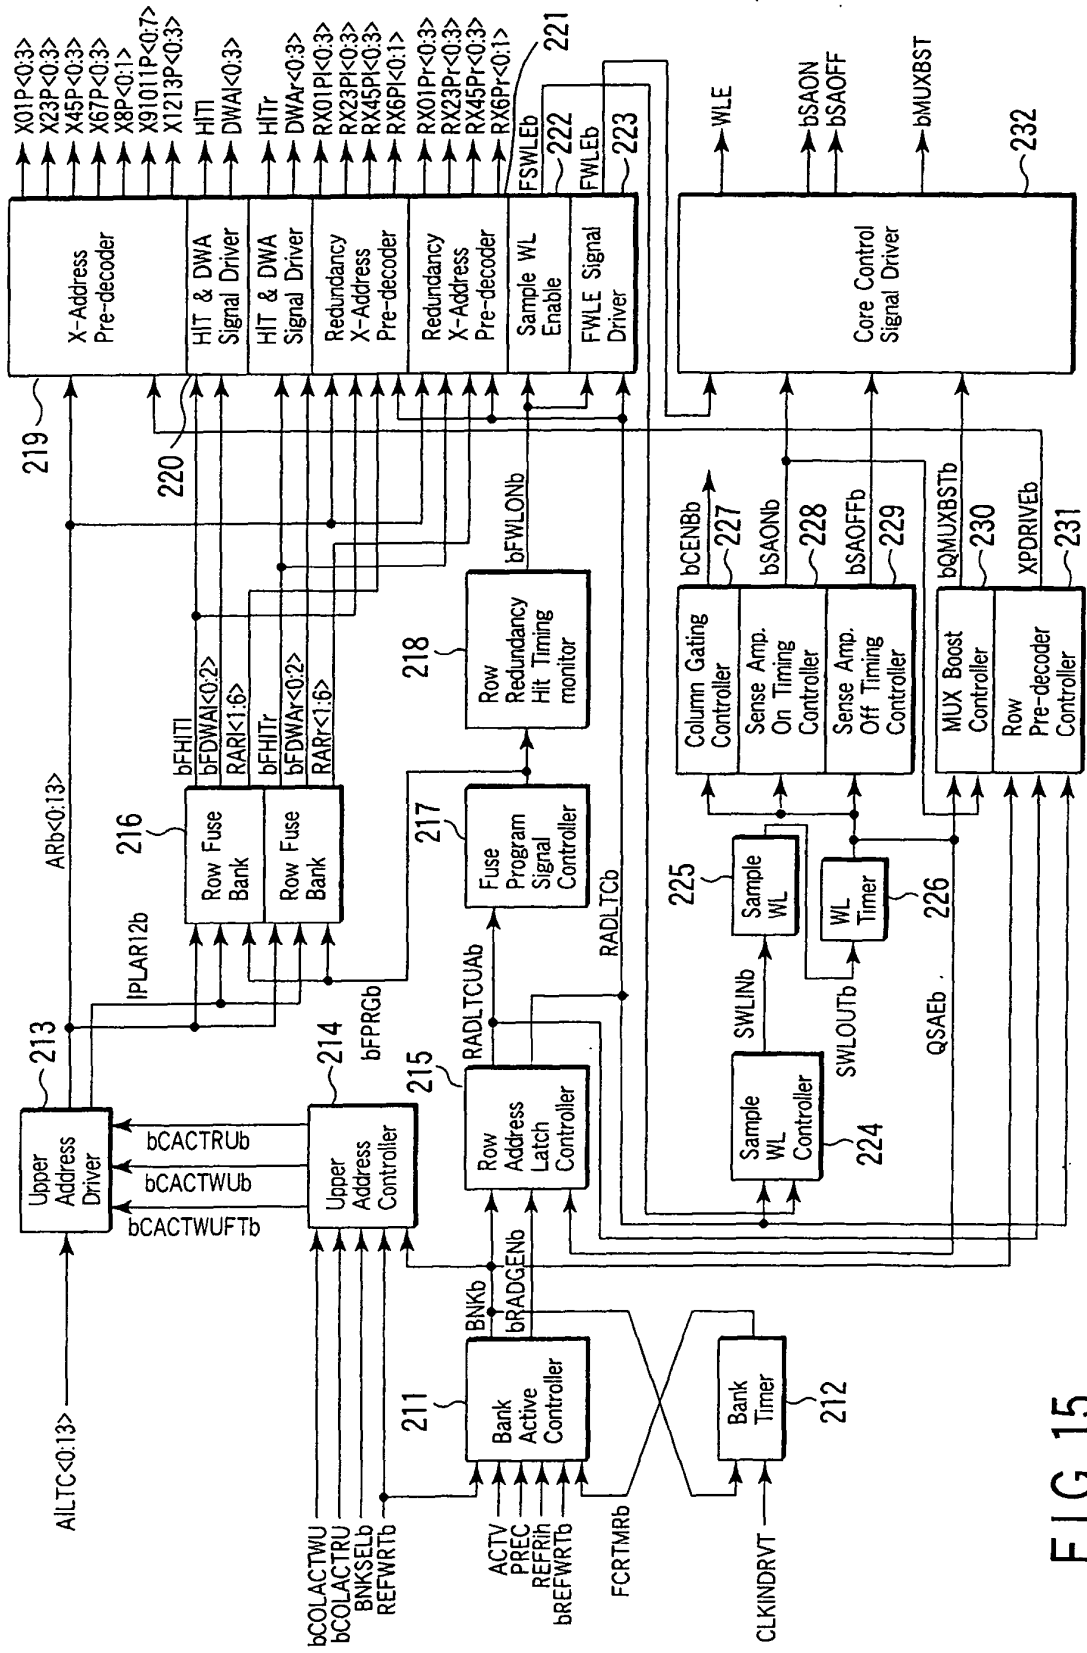 X01P<0:3>
X23P<0:3>
X45P<0:3>
X67P<0:3>
X8P<0:1>
X91011P<0:7>
X1213P<0:3>
HITl
DWAl<0:3>
HITr
DWAr<0:3>
RX01Pl<0:3>
RX23Pl<0:3>
RX45Pl<0:3>
RX6Pl<0:1>
RX01Pr<0:3>
RX23Pr<0:3>
RX45Pr<0:3>
RX6Pr<0:1>
221
FSWLEb
222
FWLEb
223
WLE
bSAON
bSAOFF
bMUXBST
232
X-Address
Pre-decoder
HIT & DWA
Signal Driver
HIT & DWA
Signal Driver
Redundancy
X-Address
Pre-decoder
Redundancy
X-Address
Pre-decoder
Sample WL
Enable
FWLE Signal
Driver
Core Control
Signal Driver
219
220
ARb<0:13>
bFHITl
bFDWAl<0:2>
RARl<1:6>
bFHITr
bFDWAr<0:2>
RARr<1:6>
216
Row Fuse
Bank
Row Fuse
Bank
IPLAR12b
bFPRGb
218
Row
Redundancy
Hit Timing
monitor
bFWLONb
217
Fuse
Program
Signal
Controller
RADLTCUAb
RADLTCb
bCENBb
227
bSAONb
228
bSAOFFb
229
bQMUXBSTb
230
XPDRIVEb
231
Column Gating
Controller
Sense Amp.
On Timing
Controller
Sense Amp.
Off Timing
Controller
MUX Boost
Controller
Row
Pre-decoder
Controller
225
Sample
WL
WL
Timer
226
SWLINb
SWLOUTb
QSAEb
Sample
WL
Controller
224
213
Upper
Address
Driver
bCACTRUb
bCACTWUb
bCACTWUFTb
214
Upper
Address
Controller
215
Row
Address
Latch
Controller
BNKb
bRADGENb
211
Bank
Active
Controller
Bank
Timer
212
AILTC<0:13>
bCOLACTWU
bCOLACTRU
BNKSELb
REFWRTb
ACTV
PREC
REFRih
bREFWRTb
FCRTMRb
CLKINDRVT
FIG. 15